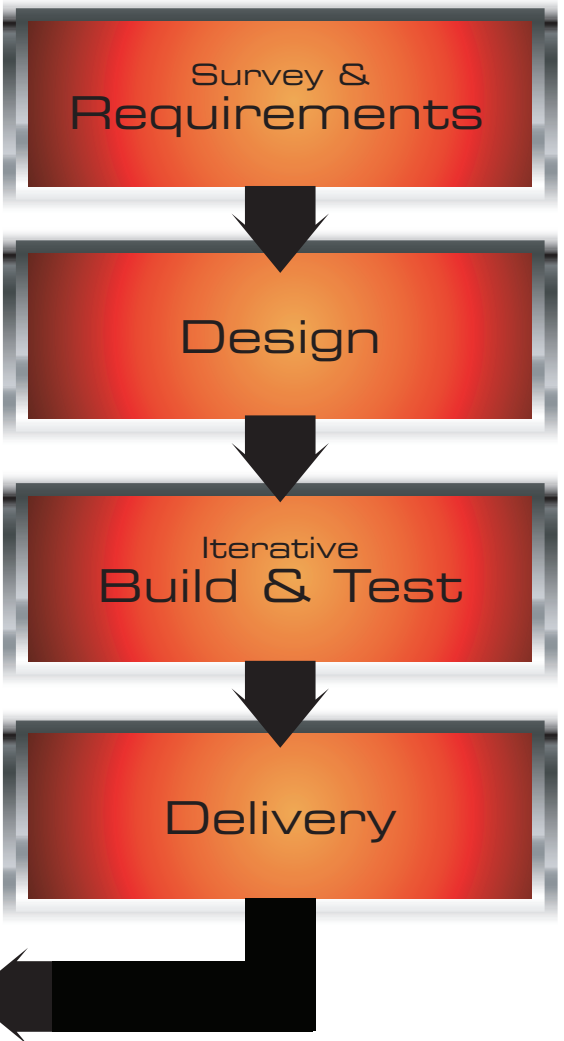 Survey &
Requirements
Design
Iterative
Build & Test
Delivery